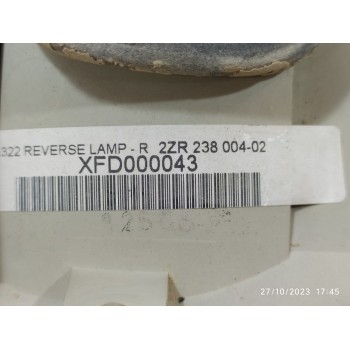 322 REVERSE LAMP - R 2ZR 238 004-02
XFD000043
27/10/2023 17:45